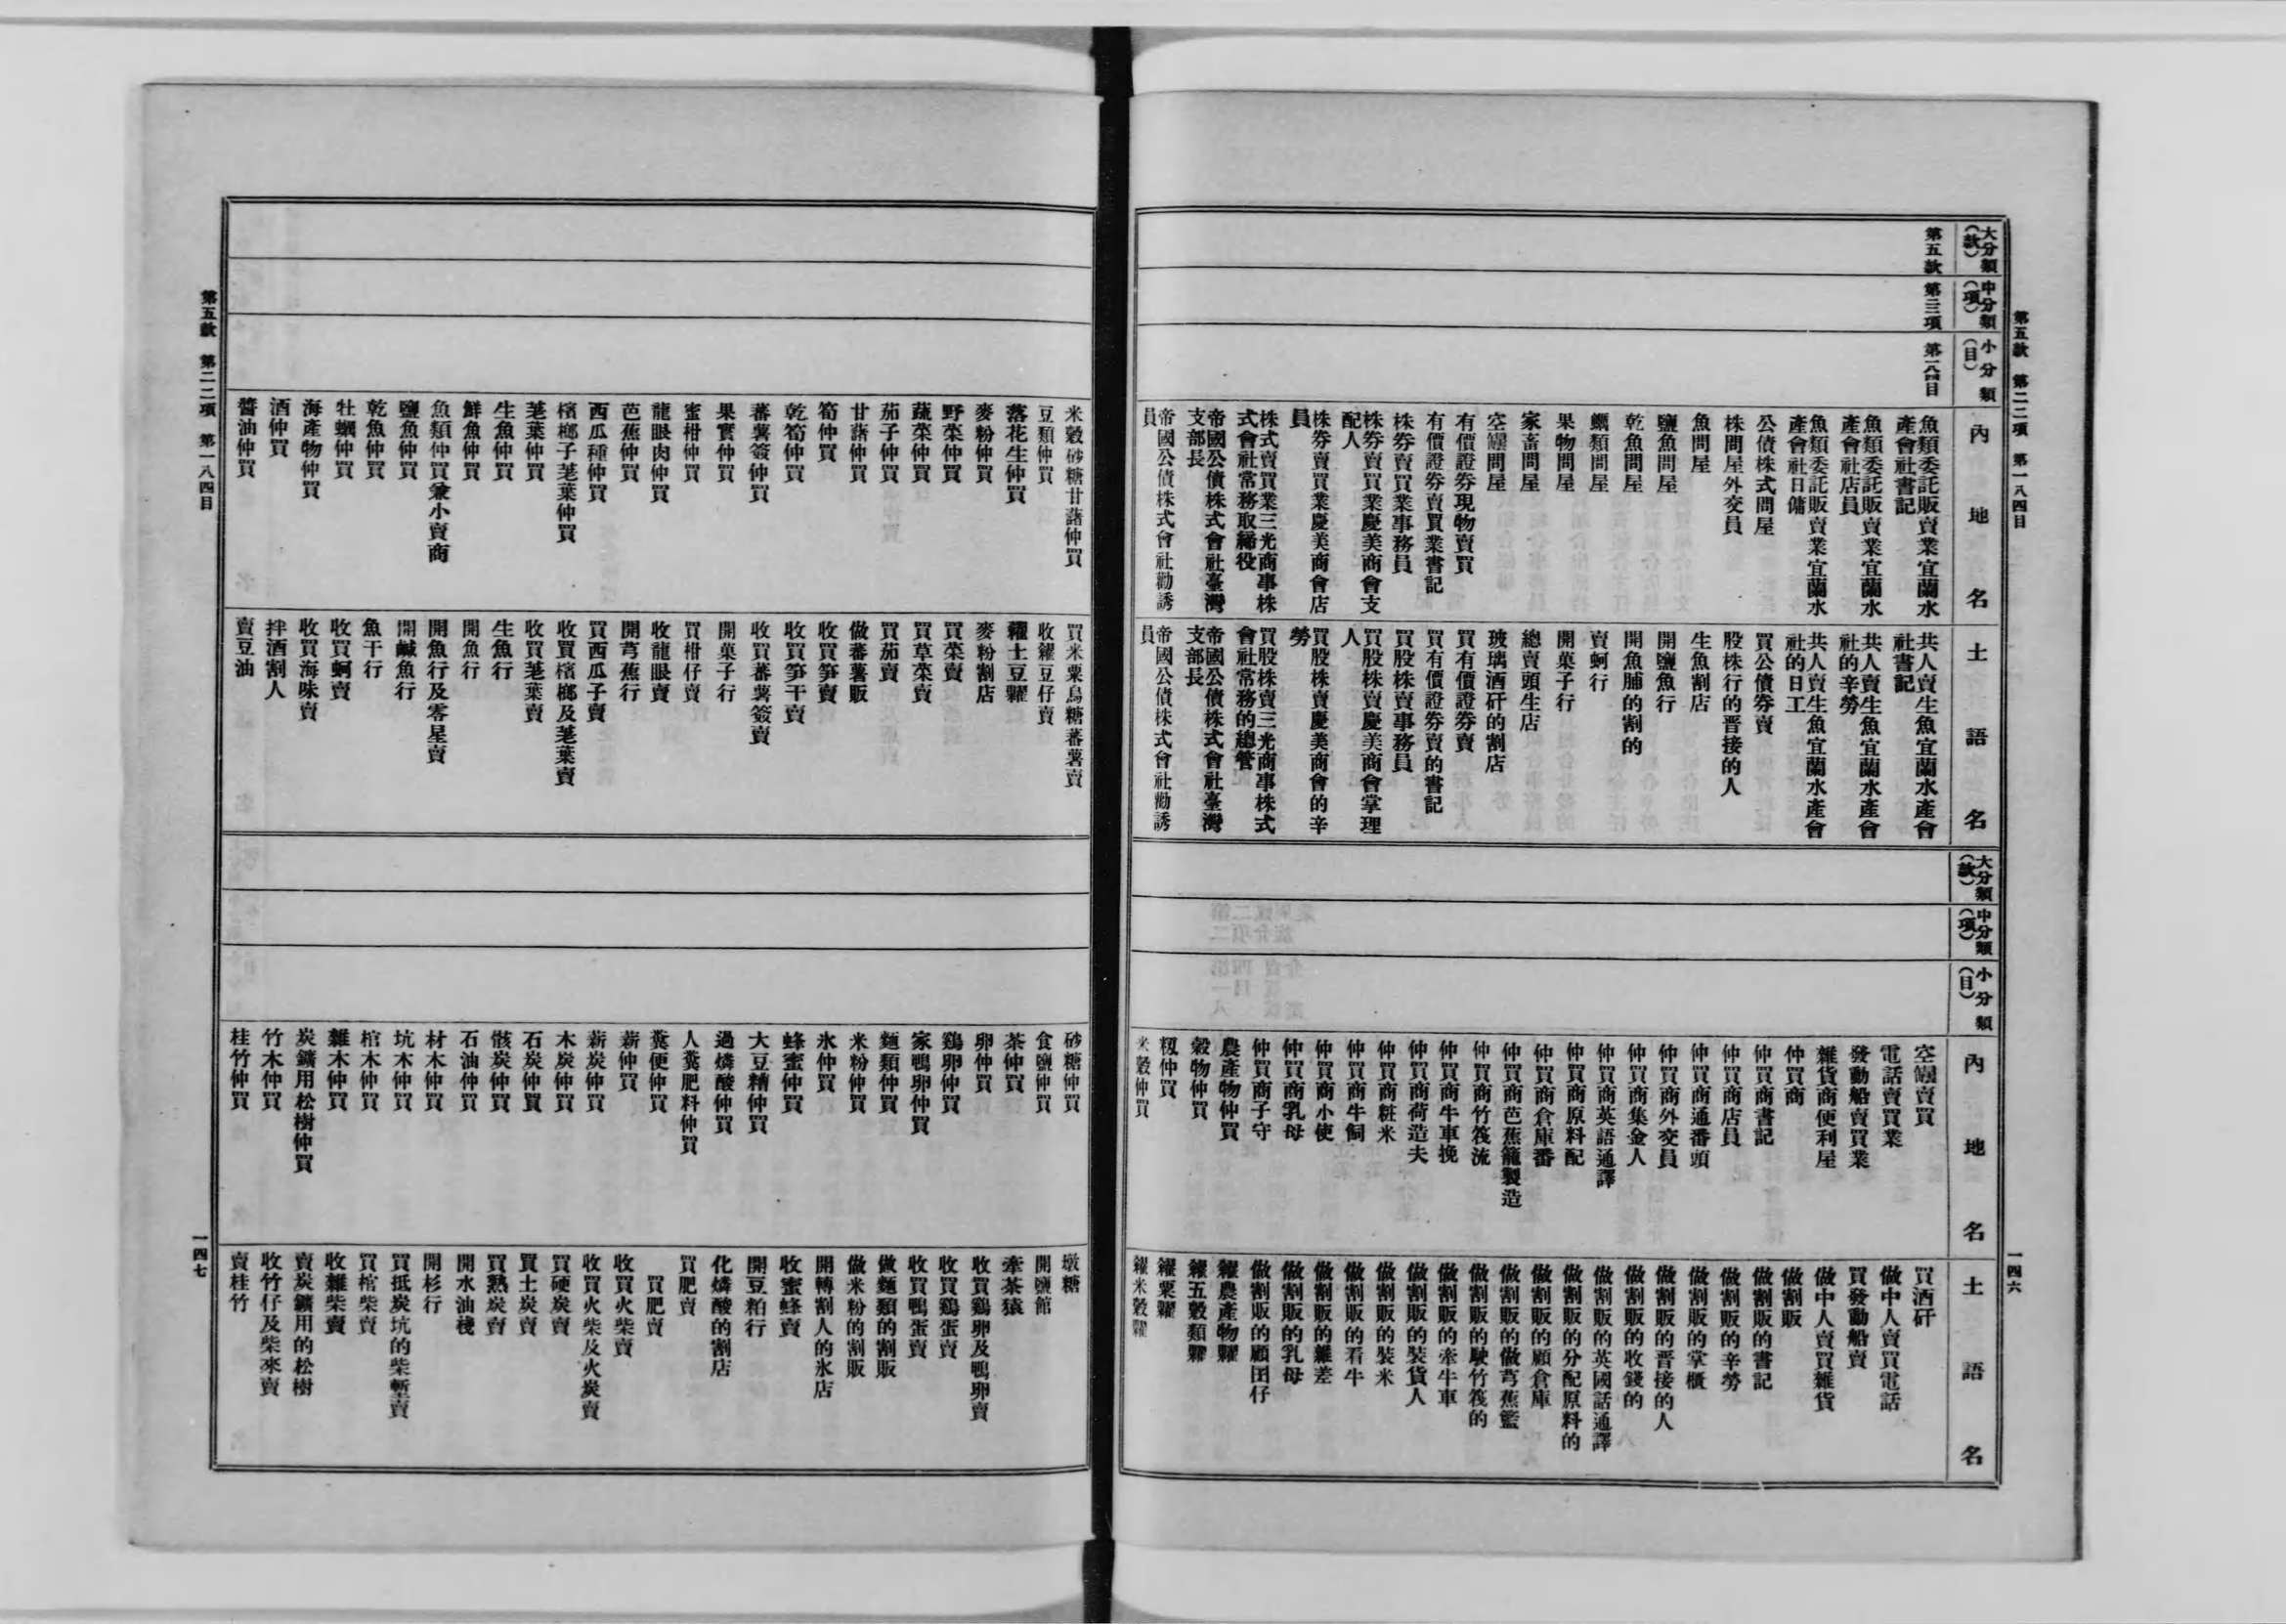 第五款 第二二項 第一八四目
一四六
大分類(款)
中分類(項)
小分類(目)
內地名
土語名
第五款
第二三項
第一八四目
魚類委託販賣業宜蘭水產會社書記
魚類委託販賣業宜蘭水產會社店員
魚類委託販賣業宜蘭水產會社日傭
公債株式問屋
株問屋外交員
魚問屋
鹽魚問屋
乾魚問屋
蠣類問屋
果物問屋
家畜問屋
空罎問屋
有價證券現物賣買
有價證券賣買業書記
株券賣買業事務員
株券賣買業慶美商會支配人
株券賣買業慶美商會店員
株式賣買業三光商事株式會社常務取締役
帝國公債株式會社臺灣支部長
帝國公債株式會社勸誘員
共人賣生魚宜蘭水產會社書記
共人賣生魚宜蘭水產會社的辛勞
共人賣生魚宜蘭水產會社的日工
買公債券賣
股株行的晋接的人
生魚割店
開鹽魚行
開魚脯的割的
賣蚵行
開菓子行
總賣頭生店
玻璃酒矸的割店
買有價證券賣
買有價證券賣的書記
買股株賣事務員
買股株賣慶美商會掌理人
買股株賣慶美商會的辛勞
買股株賣三光商事株式會社常務的總管
帝國公債株式會社臺灣支部長
帝國公債株式會社勸誘員
大分類(款)
中分類(項)
小分類(目)
內地名
土語名
空罎賣買
電話賣買業
發動船賣買業
雜貨商便利屋
仲買商
仲買商書記
仲買商店員
仲買商通番頭
仲買商外交員
仲買商集金人
仲買商英語通譯
仲買商原料配
仲買商倉庫番
仲買商芭蕉籠製造
仲買商竹筏流
仲買商牛車挽
仲買商荷造夫
仲買商粧米
仲買商牛飼
仲買商小使
仲買商乳母
仲買商子守
農產物仲買
穀物仲買
籾仲買
米穀仲買
買酒矸
做中人賣買電話
買發動船賣
做中人賣買雜貨
做割販
做割販的書記
做割販的辛勞
做割販的掌櫃
做割販的晋接的人
做割販的收錢的
做割販的英國話通譯
做割販的分配原料的
做割販的顧倉庫
做割販的做芎蕉籃
做割販的駛竹筏的
做割販的牽牛車
做割販的裝貨人
做割販的裝米
做割販的看牛
做割販的雜差
做割販的乳母
做割販的顧囝仔
糴農產物糶
糴五穀類糶
糴粟糶
糴米穀糶
米穀砂糖甘藷仲買
豆類仲買
落花生仲買
麥粉仲買
野菜仲買
蔬菜仲買
茄子仲買
甘藷仲買
筍仲買
乾筍仲買
蕃薯簽仲買
果實仲買
蜜柑仲買
龍眼肉仲買
芭蕉仲買
西瓜種仲買
檳榔子荖葉仲買
荖葉仲買
生魚仲買
鮮魚仲買
魚類仲買兼小賣商
鹽魚仲買
乾魚仲買
牡蠣仲買
海產物仲買
酒仲買
醬油仲買
買米粟烏糖蕃薯賣
收糴豆仔賣
糴土豆糶
麥粉割店
買菜賣
買草菜賣
買茄賣
做蕃薯販
收買笋賣
收買笋干賣
收買蕃薯簽賣
開菓子行
買柑仔賣
收龍眼賣
開芎蕉行
買西瓜子賣
收買檳榔及荖葉賣
收買荖葉賣
生魚行
開魚行
開魚行及零星賣
開鹹魚行
魚干行
收買蚵賣
收買海味賣
拌酒割人
賣豆油
砂糖仲買
食鹽仲買
茶仲買
卵仲買
鷄卵仲買
家鴨卵仲買
麵類仲買
米粉仲買
氷仲買
蜂蜜仲買
大豆糟仲買
過燐酸仲買
人糞肥料仲買
糞便仲買
薪仲買
薪炭仲買
木炭仲買
石炭仲買
骸炭仲買
石油仲買
材木仲買
坑木仲買
棺木仲買
雜木仲買
炭鑛用松樹仲買
竹木仲買
桂竹仲買
墩糖
開鹽館
牽茶猿
收買鷄卵及鴨卵賣
收買鷄蛋賣
收買鴨蛋賣
做麵類的割販
做米粉的割販
開轉割人的氷店
收蜜蜂賣
開豆粕行
化燐酸的割店
買肥賣
買肥賣
收買火柴賣
收買火柴及火炭賣
買硬炭賣
買土炭賣
買熟炭賣
開水油棧
開杉行
買抵炭坑的柴塹賣
買棺柴賣
收雜柴賣
賣炭鑛用的松樹
收竹仔及柴來賣
賣桂竹
第五款 第二二項 第一八四目
一四七